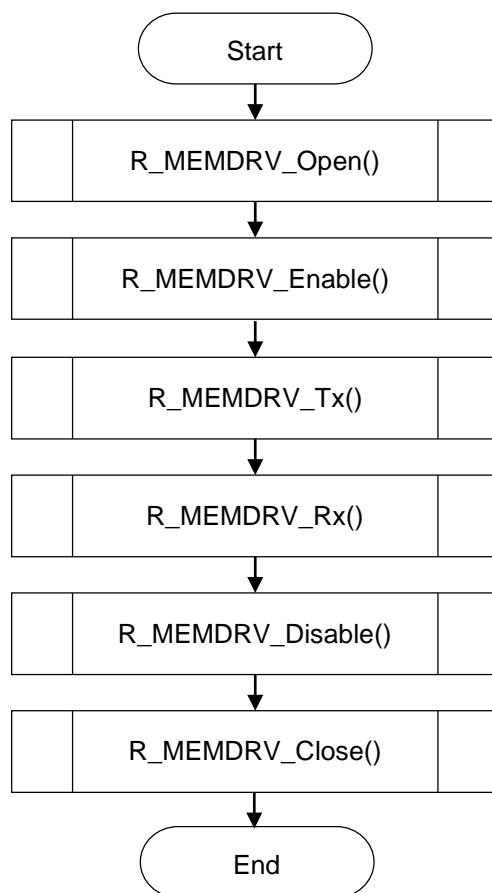 Start
R_MEMDRV_Open()
R_MEMDRV_Enable()
R_MEMDRV_Tx()
R_MEMDRV_Rx()
R_MEMDRV_Disable()
R_MEMDRV_Close()
End